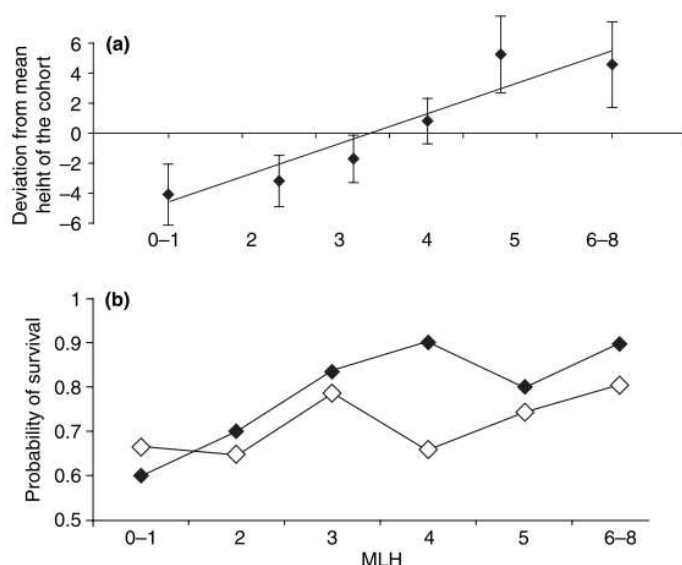 (a)
Deviation from mean
heiht of the cohort
6
4
2
0
−2
−4
−6
0–1 2 3 4 5 6–8
(b)
Probability of survival
1
0.9
0.8
0.7
0.6
0.5
0–1 2 3 4 5 6–8
MLH